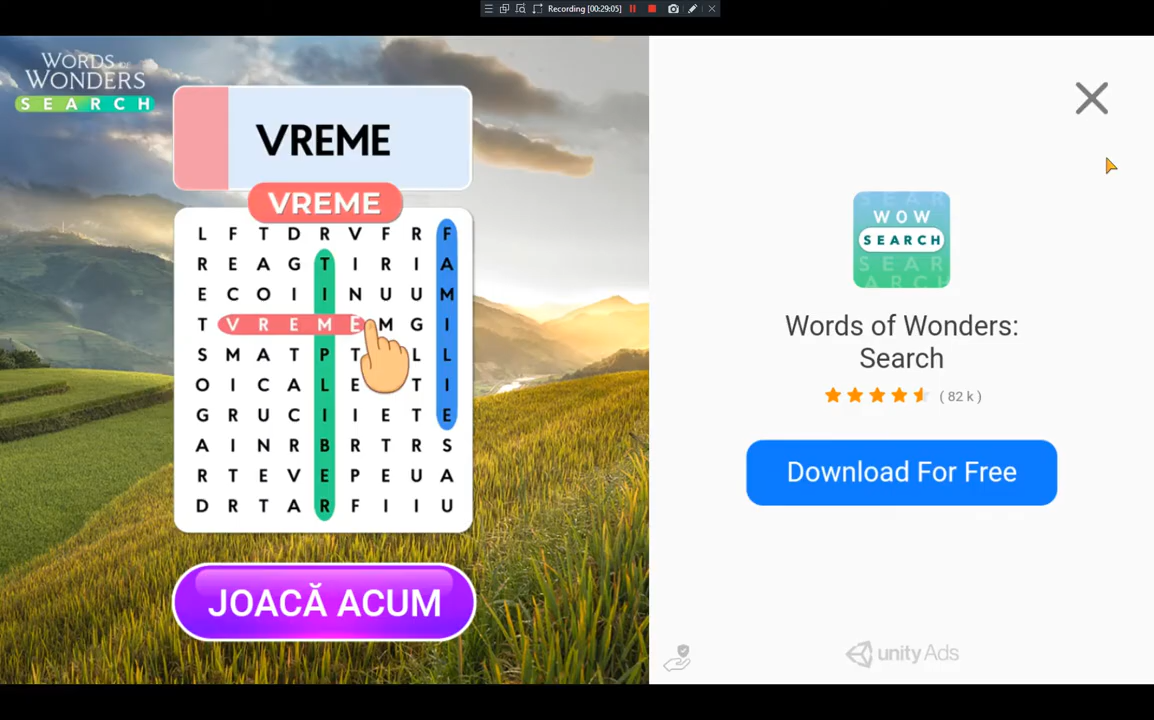 Recording [00:29:05]
WORDS OF
WONDERS
SEARCH
VREME
VREME
L F T D R V F R F
R E A G T I R I A
E C O I I N U U M
T V R E M E M G I
S M A T P T L L
O I C A L E T I
G R U C I I E T E
A I N R B R T R S
R T E V E P E U A
D R T A R F I I U
JOACĂ ACUM
WOW
SEARCH
Words of Wonders:
Search
( 82 k )
Download For Free
unity Ads